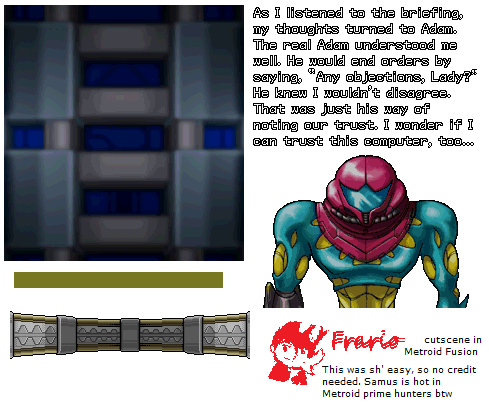 As I listened to the briefing,
my thoughts turned to Adam.
The real Adam understood me
well. He would end orders by
saying, "Any objections, Lady?"
He knew I wouldn't disagree.
That was just his way of
noting our trust. I wonder if I
can trust this computer, too...
Frario
cutscene in
Metroid Fusion
This was sh' easy, so no credit
needed. Samus is hot in
Metroid prime hunters btw